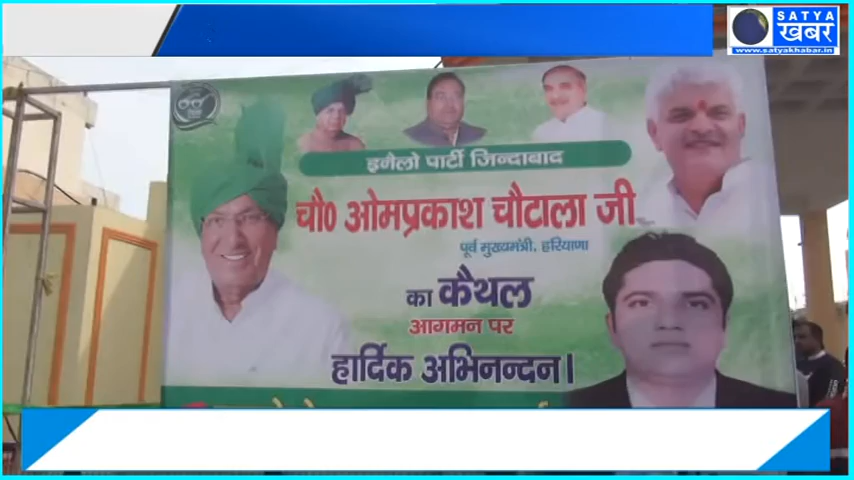 SATYA
खबर
www.satyakhabar.in
इनेलो पार्टी जिन्दाबाद
चौ० ओमप्रकाश चौटाला जी
पूर्व मुख्यमंत्री, हरियाणा
का कैथल
आगमन पर
हार्दिक अभिनन्दन।